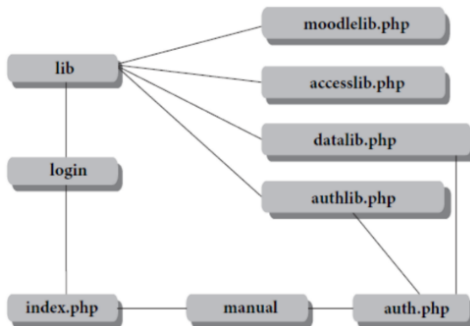 moodlelib.php
lib
accesslib.php
datalib.php
login
authlib.php
index.php
manual
auth.php